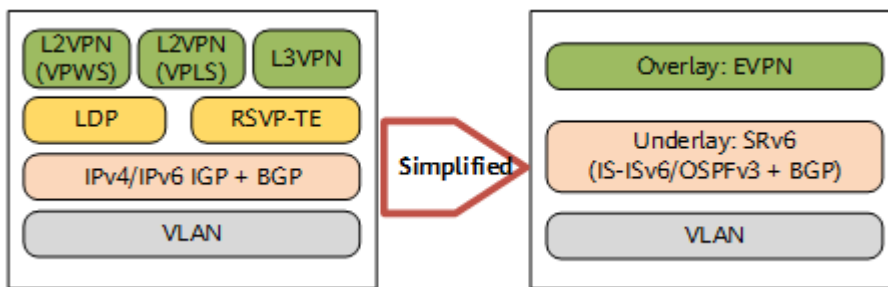 L2VPN
(VPWS)
L2VPN
(VPLS)
L3VPN
LDP
RSVP-TE
IPv4/IPv6 IGP + BGP
VLAN
Simplified
Overlay: EVPN
Underlay: SRv6
(IS-ISv6/OSPFv3 + BGP)
VLAN